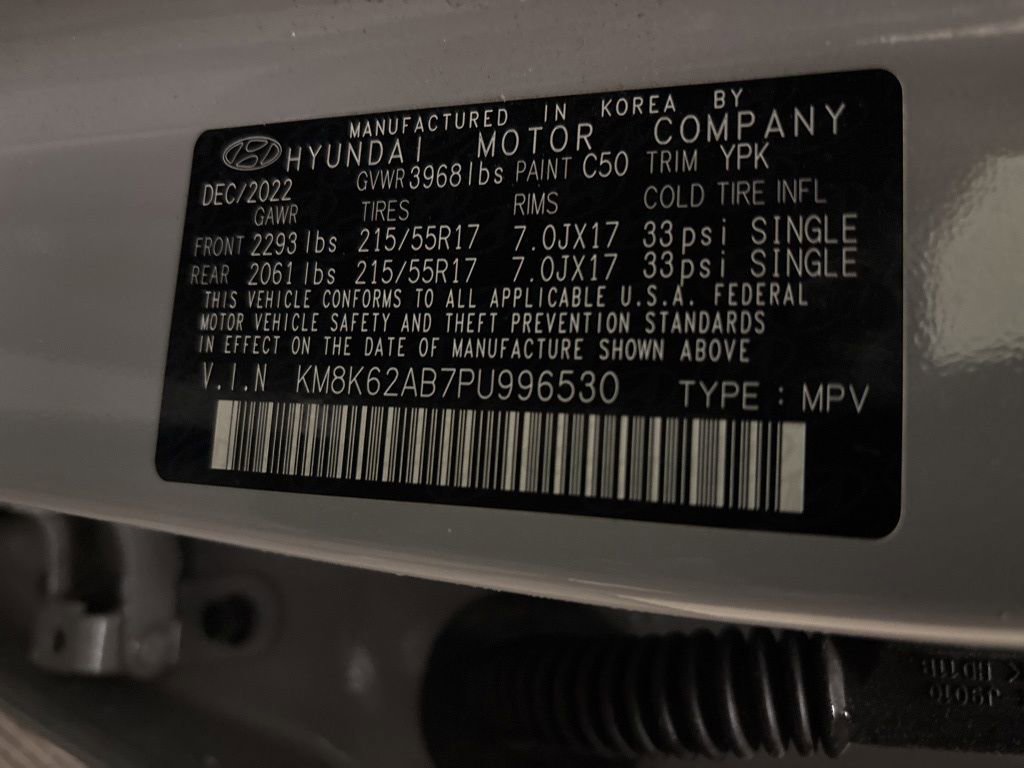 MANUFACTURED IN KOREA BY
HYUNDAI MOTOR COMPANY
DEC/2022 GVWR 3968 lbs PAINT C50 TRIM YPK
GAWR TIRES RIMS COLD TIRE INFL
FRONT 2293 lbs 215/55R17 7.0JX17 33psi SINGLE
REAR 2061 lbs 215/55R17 7.0JX17 33psi SINGLE
THIS VEHICLE CONFORMS TO ALL APPLICABLE U.S.A. FEDERAL
MOTOR VEHICLE SAFETY AND THEFT PREVENTION STANDARDS
IN EFFECT ON THE DATE OF MANUFACTURE SHOWN ABOVE
V.I.N KM8K62AB7PU996530 TYPE : MPV
J9010